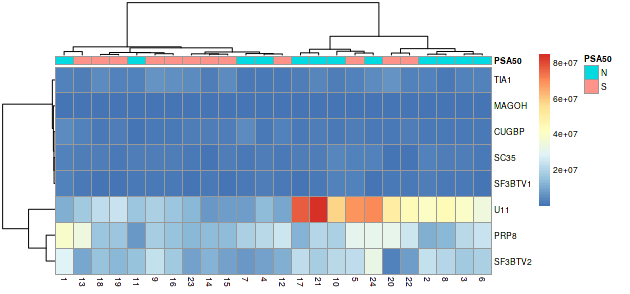 PSA50
PSA50
N
S
TIA1
MAGOH
CUGBP
SC35
SF3BTV1
U11
PRP8
SF3BTV2
8e+07
6e+07
4e+07
2e+07
1 13 18 19 11 9 16 23 14 15 7 4 12 17 21 10 5 24 20 22 2 8 3 6